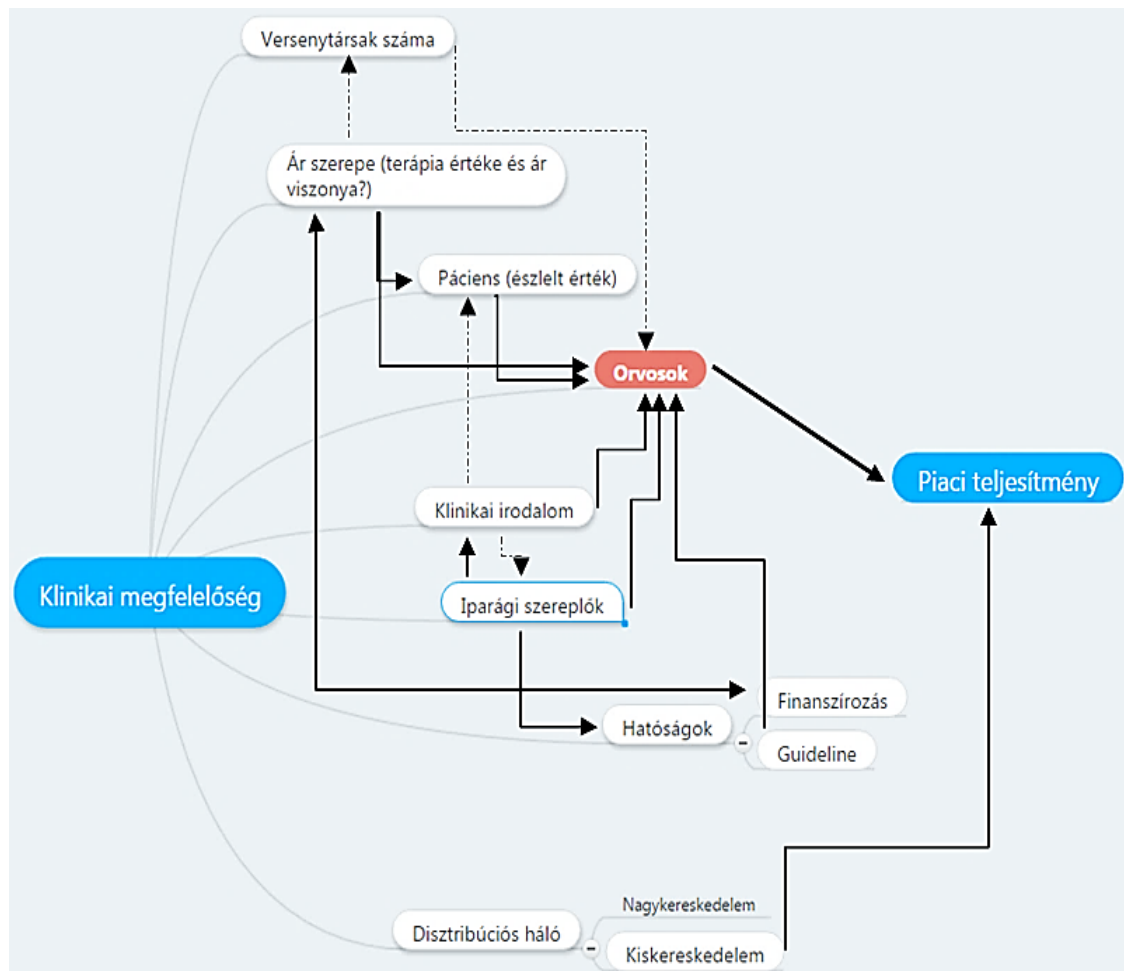 Versenytársak száma
Ár szerepe (terápia értéke és ár
viszonya?)
Páciens (észlelt érték)
Orvosok
Piaci teljesítmény
Klinikai irodalom
Klinikai megfelelőség
Iparági szereplők
Finanszírozás
Hatóságok
Guideline
Nagykereskedelem
Disztribúciós háló
Kiskereskedelem